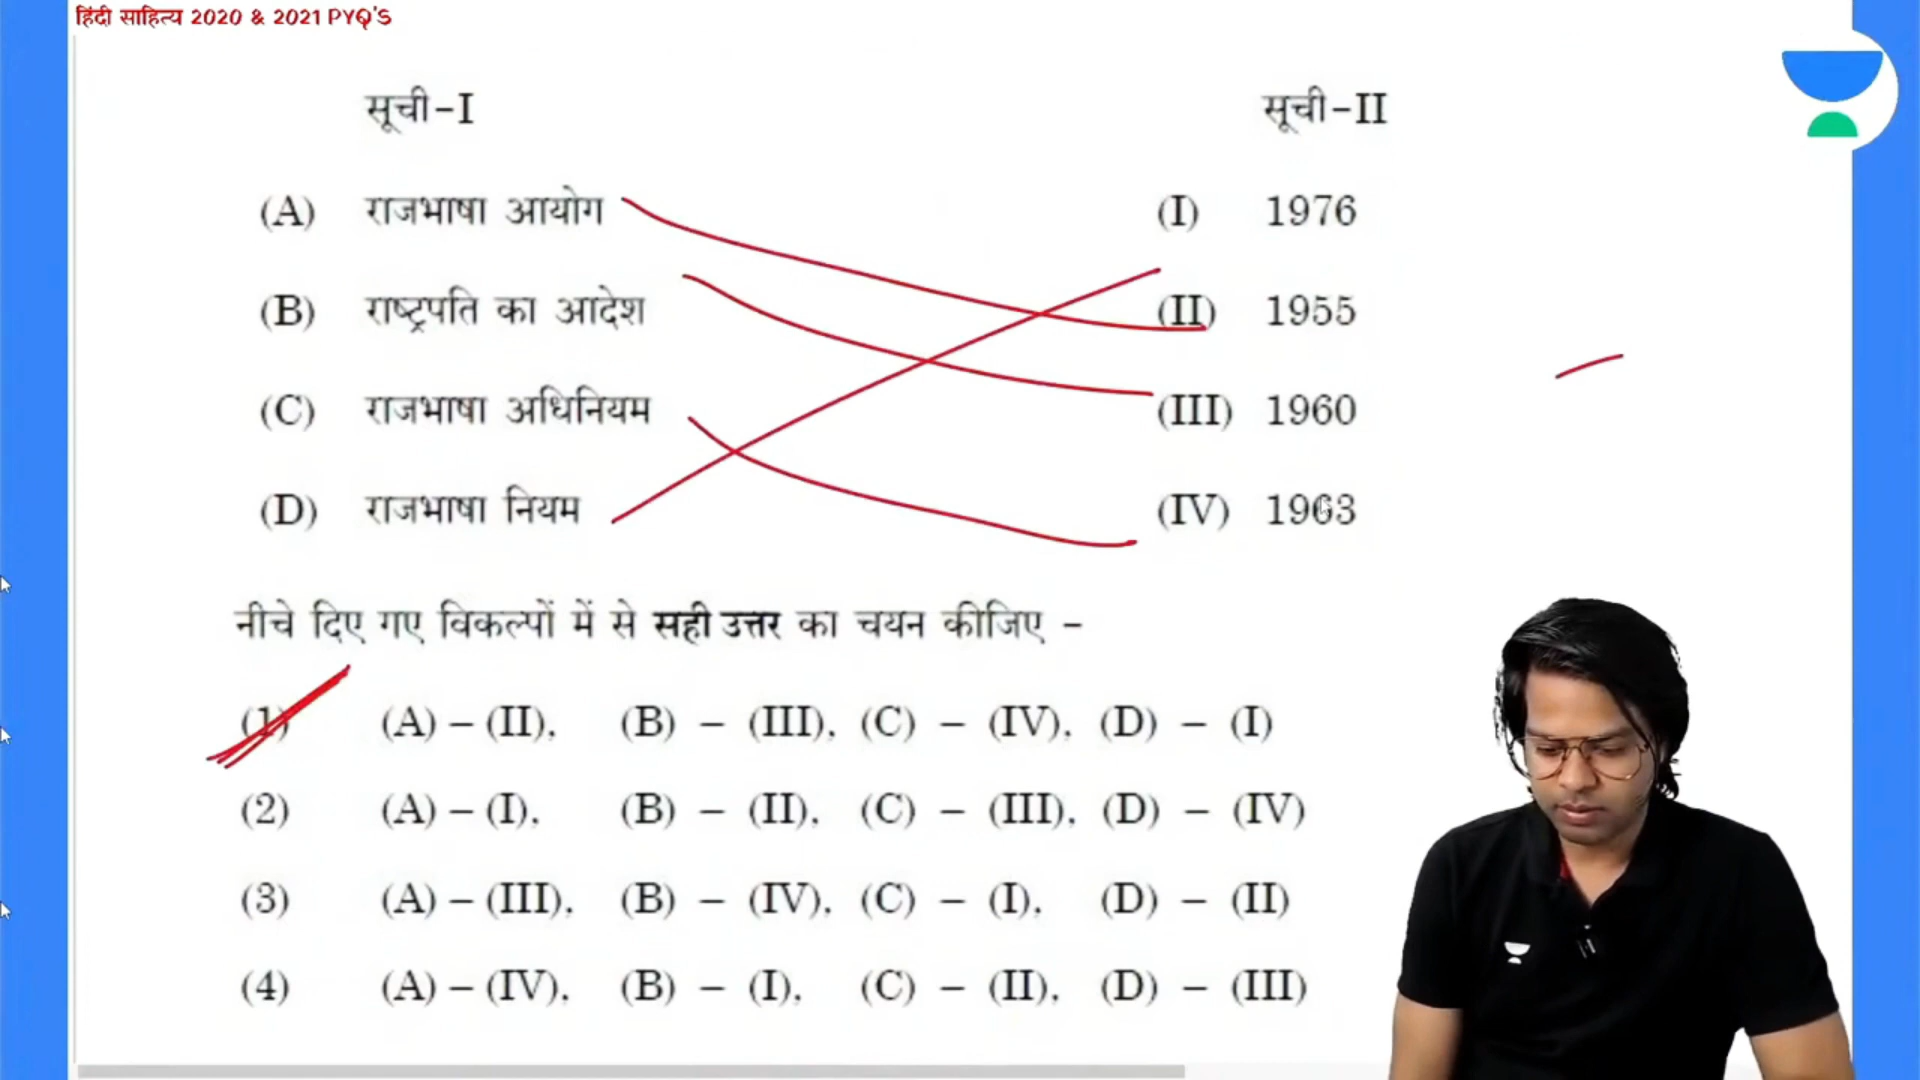 हिंदी साहित्य 2020 & 2021 PYQ'S
सूची-I सूची-II
(A) राजभाषा आयोग (I) 1976
(B) राष्ट्रपति का आदेश (II) 1955
(C) राजभाषा अधिनियम (III) 1960
(D) राजभाषा नियम (IV) 1963
नीचे दिए गए विकल्पों में से सही उत्तर का चयन कीजिए -
(1) (A) – (II), (B) – (III), (C) – (IV), (D) – (I)
(2) (A) – (I), (B) – (II), (C) – (III), (D) – (IV)
(3) (A) – (III), (B) – (IV), (C) – (I), (D) – (II)
(4) (A) – (IV), (B) – (I), (C) – (II), (D) – (III)